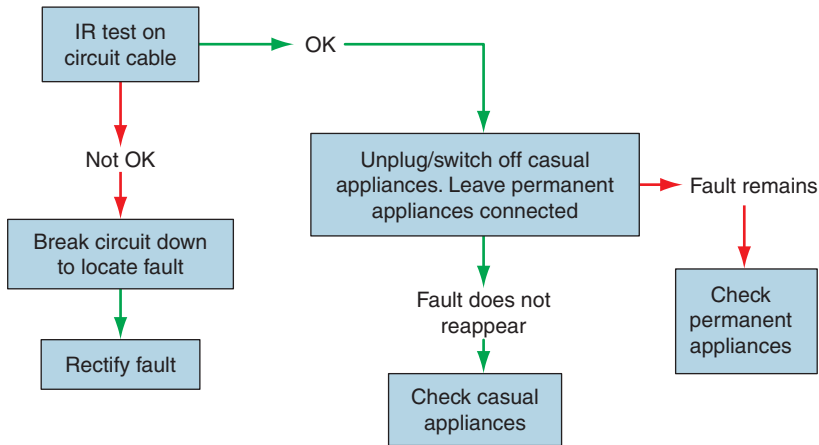 IR test on
circuit cable
OK
Not OK
Break circuit down
to locate fault
Rectify fault
Unplug/switch off casual
appliances. Leave permanent
appliances connected
Fault remains
Check
permanent
appliances
Fault does not
reappear
Check casual
appliances